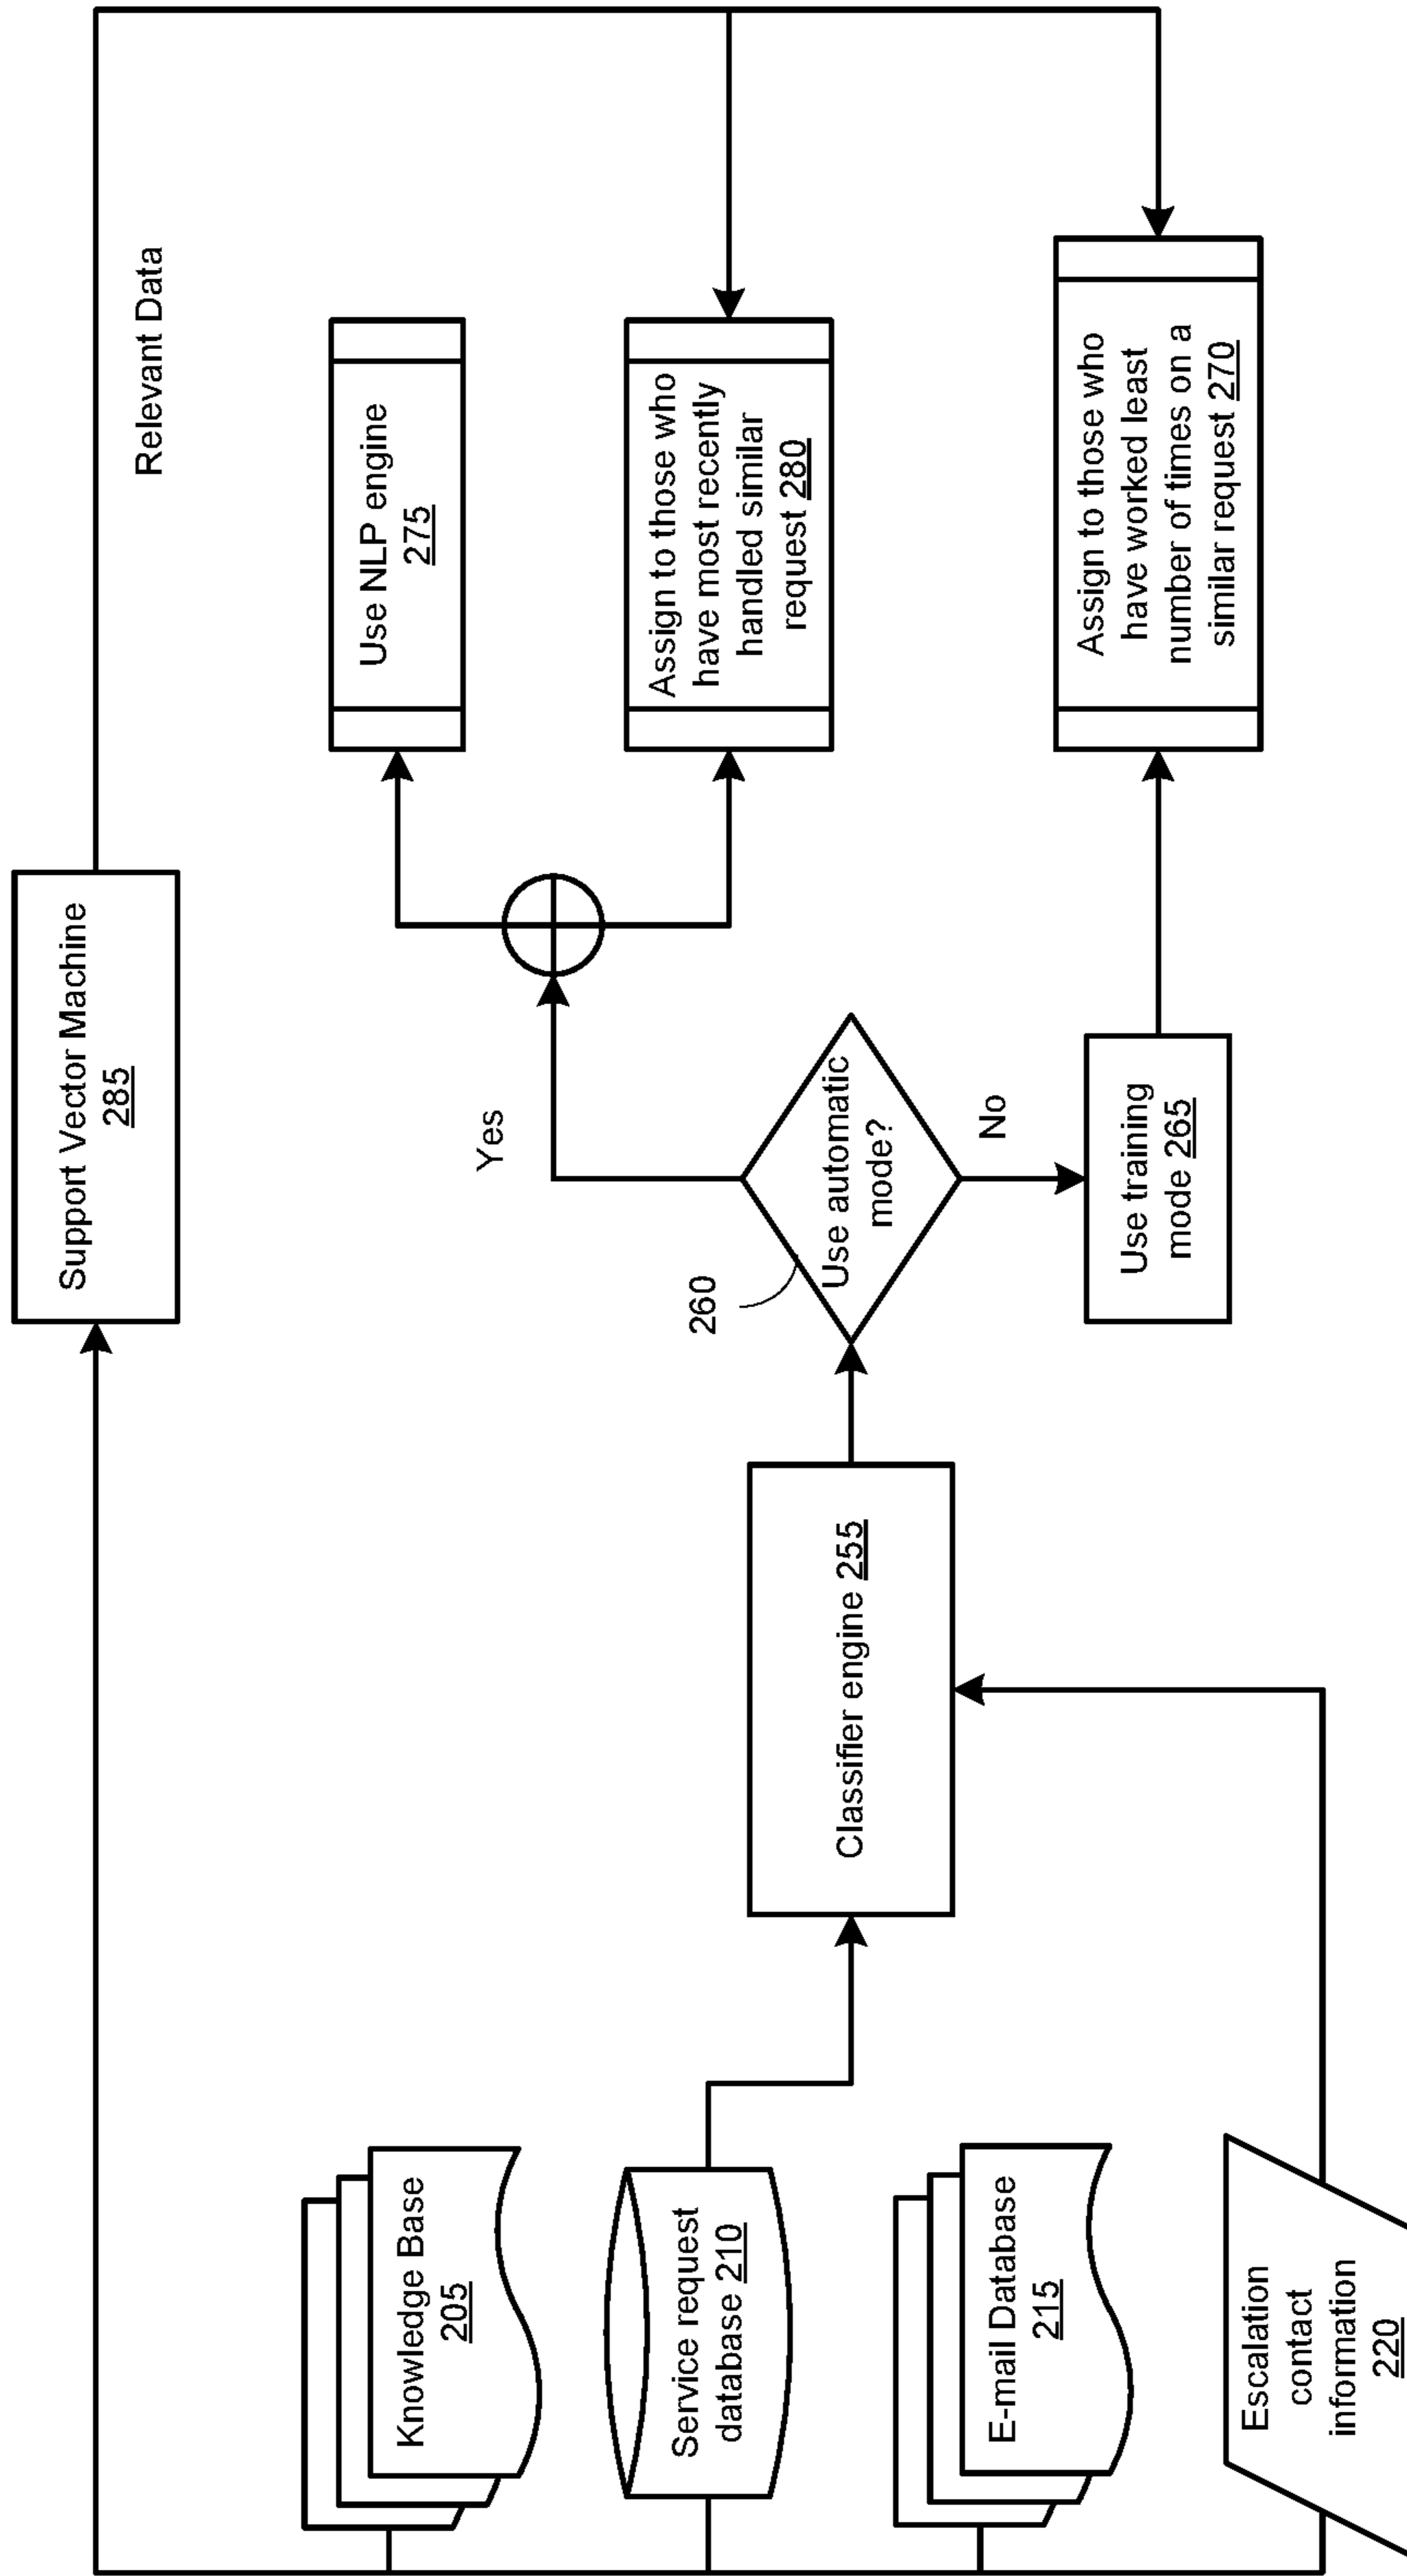 Support Vector Machine
285
Relevant Data
Knowledge Base
205
Service request
database 210
E-mail Database
215
Escalation
contact
information
220
Classifier engine 255
260
Use automatic
mode?
Yes
No
Use training
mode 265
Use NLP engine
275
Assign to those who
have most recently
handled similar
request 280
Assign to those who
have worked least
number of times on a
similar request 270